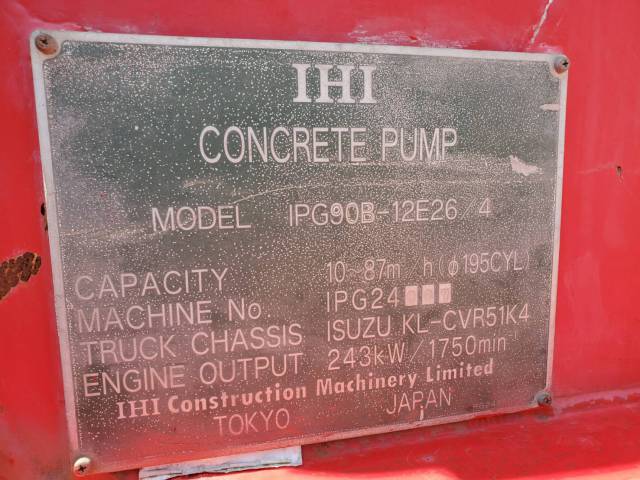 IHI
CONCRETE PUMP
MODEL IPG90B-12E26/4
CAPACITY 10~87m³/h(φ195CYL)
MACHINE No. IPG24
TRUCK CHASSIS ISUZU KL-CVR51K4
ENGINE OUTPUT 243kW/1750min⁻¹
IHI Construction Machinery Limited
TOKYO JAPAN